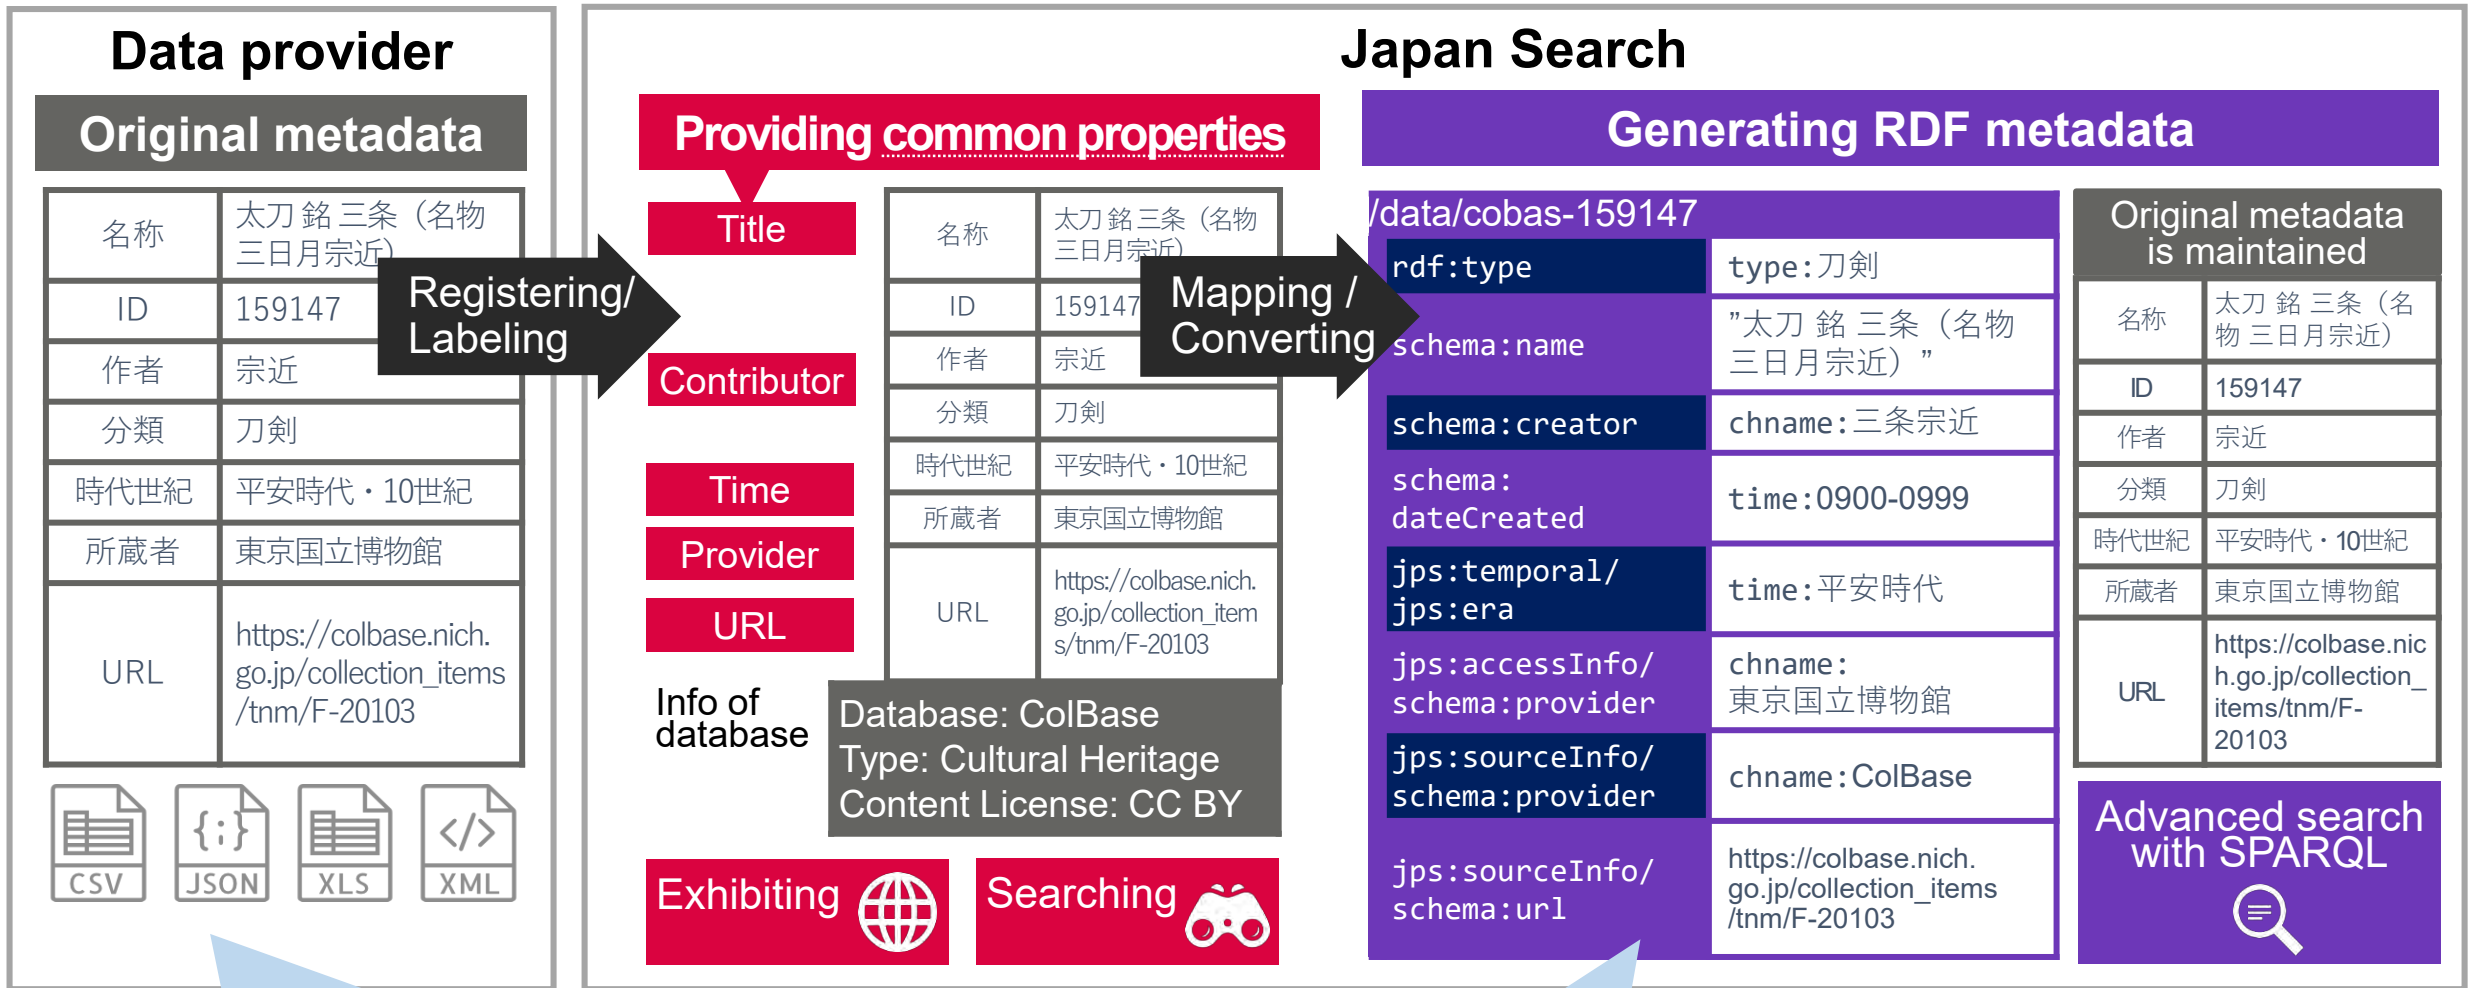 Data provider
Original metadata
名称
太刀 銘 三条（名物
三日月宗近）
ID
159147
作者
宗近
分類
刀剣
時代世紀
平安時代・10世紀
所蔵者
東京国立博物館
URL
https://colbase.nich.
go.jp/collection_items
/tnm/F-20103
CSV
JSON
XLS
XML
Registering/
Labeling
Japan Search
Providing common properties
Title
Contributor
Time
Provider
URL
名称
太刀 銘 三条（名物
三日月宗近）
ID
159147
作者
宗近
分類
刀剣
時代世紀
平安時代・10世紀
所蔵者
東京国立博物館
URL
https://colbase.nich.
go.jp/collection_item
s/tnm/F-20103
Info of
database
Database: ColBase
Type: Cultural Heritage
Content License: CC BY
Exhibiting
Searching
Mapping /
Converting
Generating RDF metadata
/data/cobas-159147
rdf:type
type:刀剣
schema:name
”太刀 銘 三条（名物
三日月宗近）”
schema:creator
chname:三条宗近
schema:
dateCreated
time:0900-0999
jps:temporal/
jps:era
time:平安時代
jps:accessInfo/
schema:provider
chname:
東京国立博物館
jps:sourceInfo/
schema:provider
chname:ColBase
jps:sourceInfo/
schema:url
https://colbase.nich.
go.jp/collection_items
/tnm/F-20103
Original metadata
is maintained
名称
太刀 銘 三条（名
物 三日月宗近）
ID
159147
作者
宗近
分類
刀剣
時代世紀
平安時代・10世紀
所蔵者
東京国立博物館
URL
https://colbase.nic
h.go.jp/collection_
items/tnm/F-
20103
Advanced search
with SPARQL